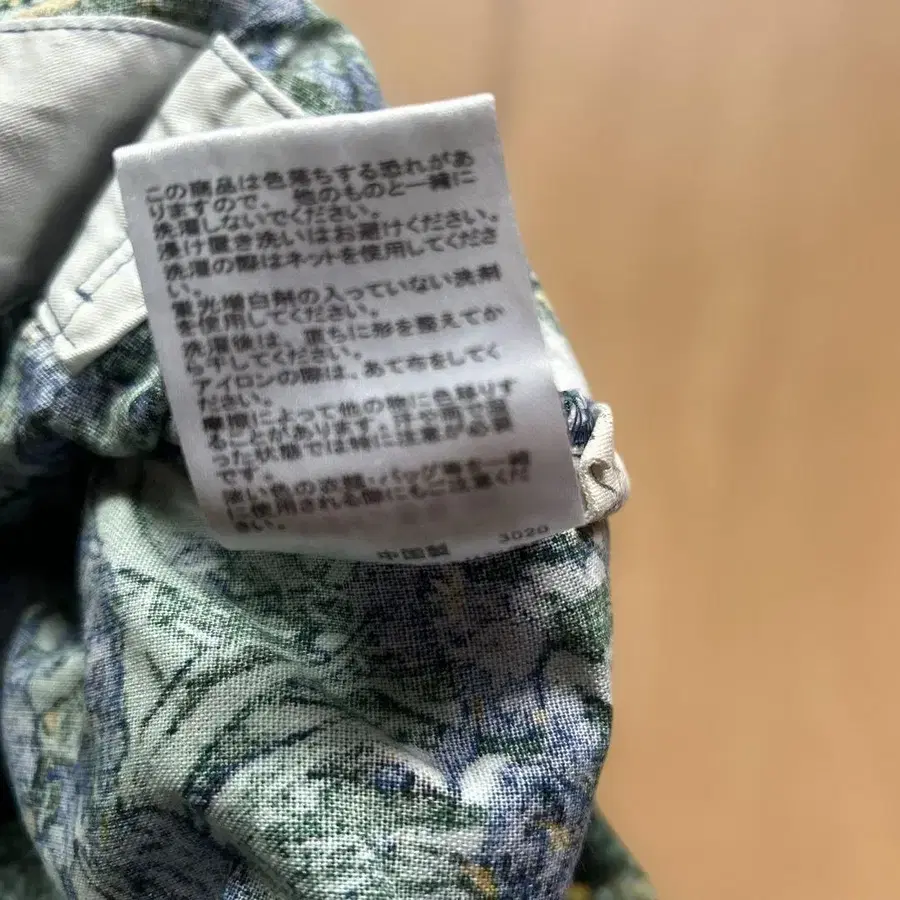 この商品は色落ちする恐れがあ
りますので、他のものと一緒に
洗濯しないでください。
浸け置き洗いはお避けください。
洗濯の際はネットを使用してくださ
い。
蛍光増白剤の入っていない洗剤
を使用してください。
洗濯後は、直ちに形を整えてか
ら干してください。
アイロンの際は、あて布をしてく
ださい。
摩擦によって他の物に色移りす
ることがあります。汗や雨で湿
った状態では特に注意が必要
です。
淡い色の衣類・バッグ等を一緒
に使用される際にもご注意くだ
さい。
3020
中国製